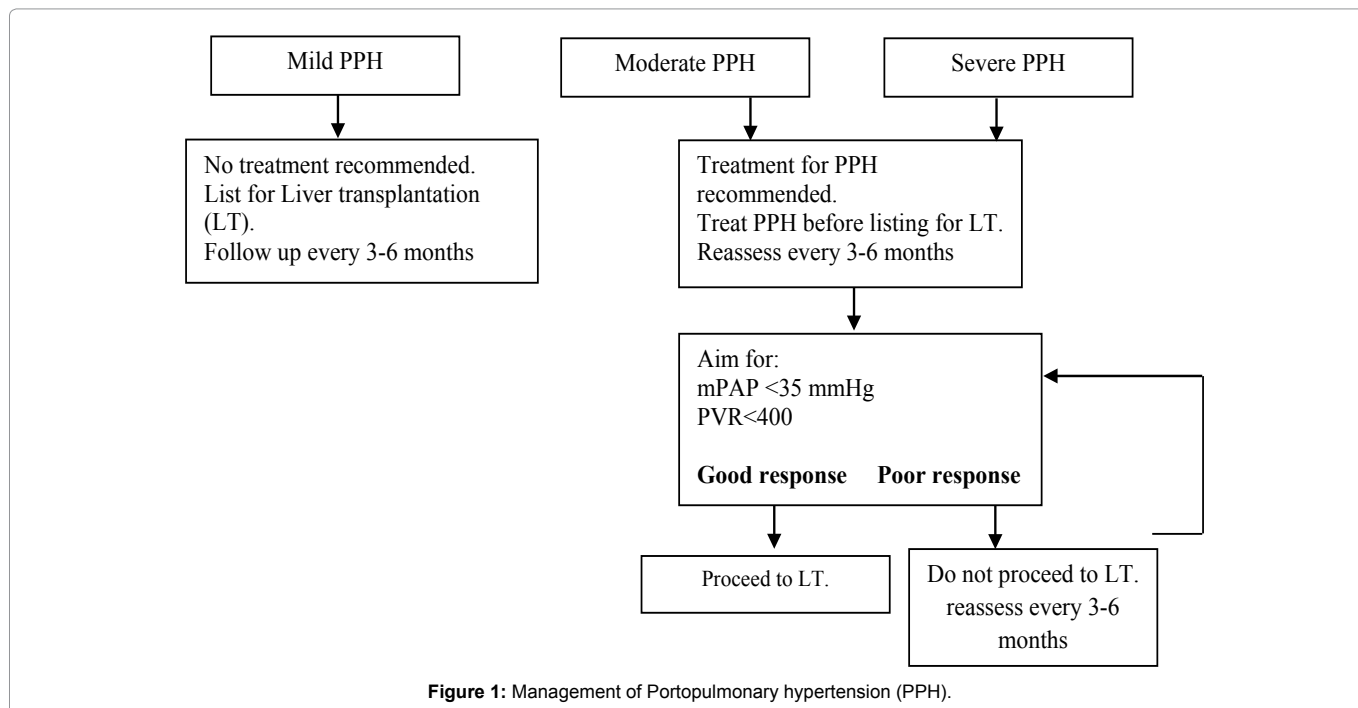 Mild PPH
Moderate PPH
Severe PPH
No treatment recommended.
List for Liver transplantation
(LT).
Follow up every 3-6 months
Treatment for PPH
recommended.
Treat PPH before listing for LT.
Reassess every 3-6 months
Aim for:
mPAP <35 mmHg
PVR<400
Good response Poor response
Proceed to LT.
Do not proceed to LT.
reassess every 3-6
months
Figure 1: Management of Portopulmonary hypertension (PPH).